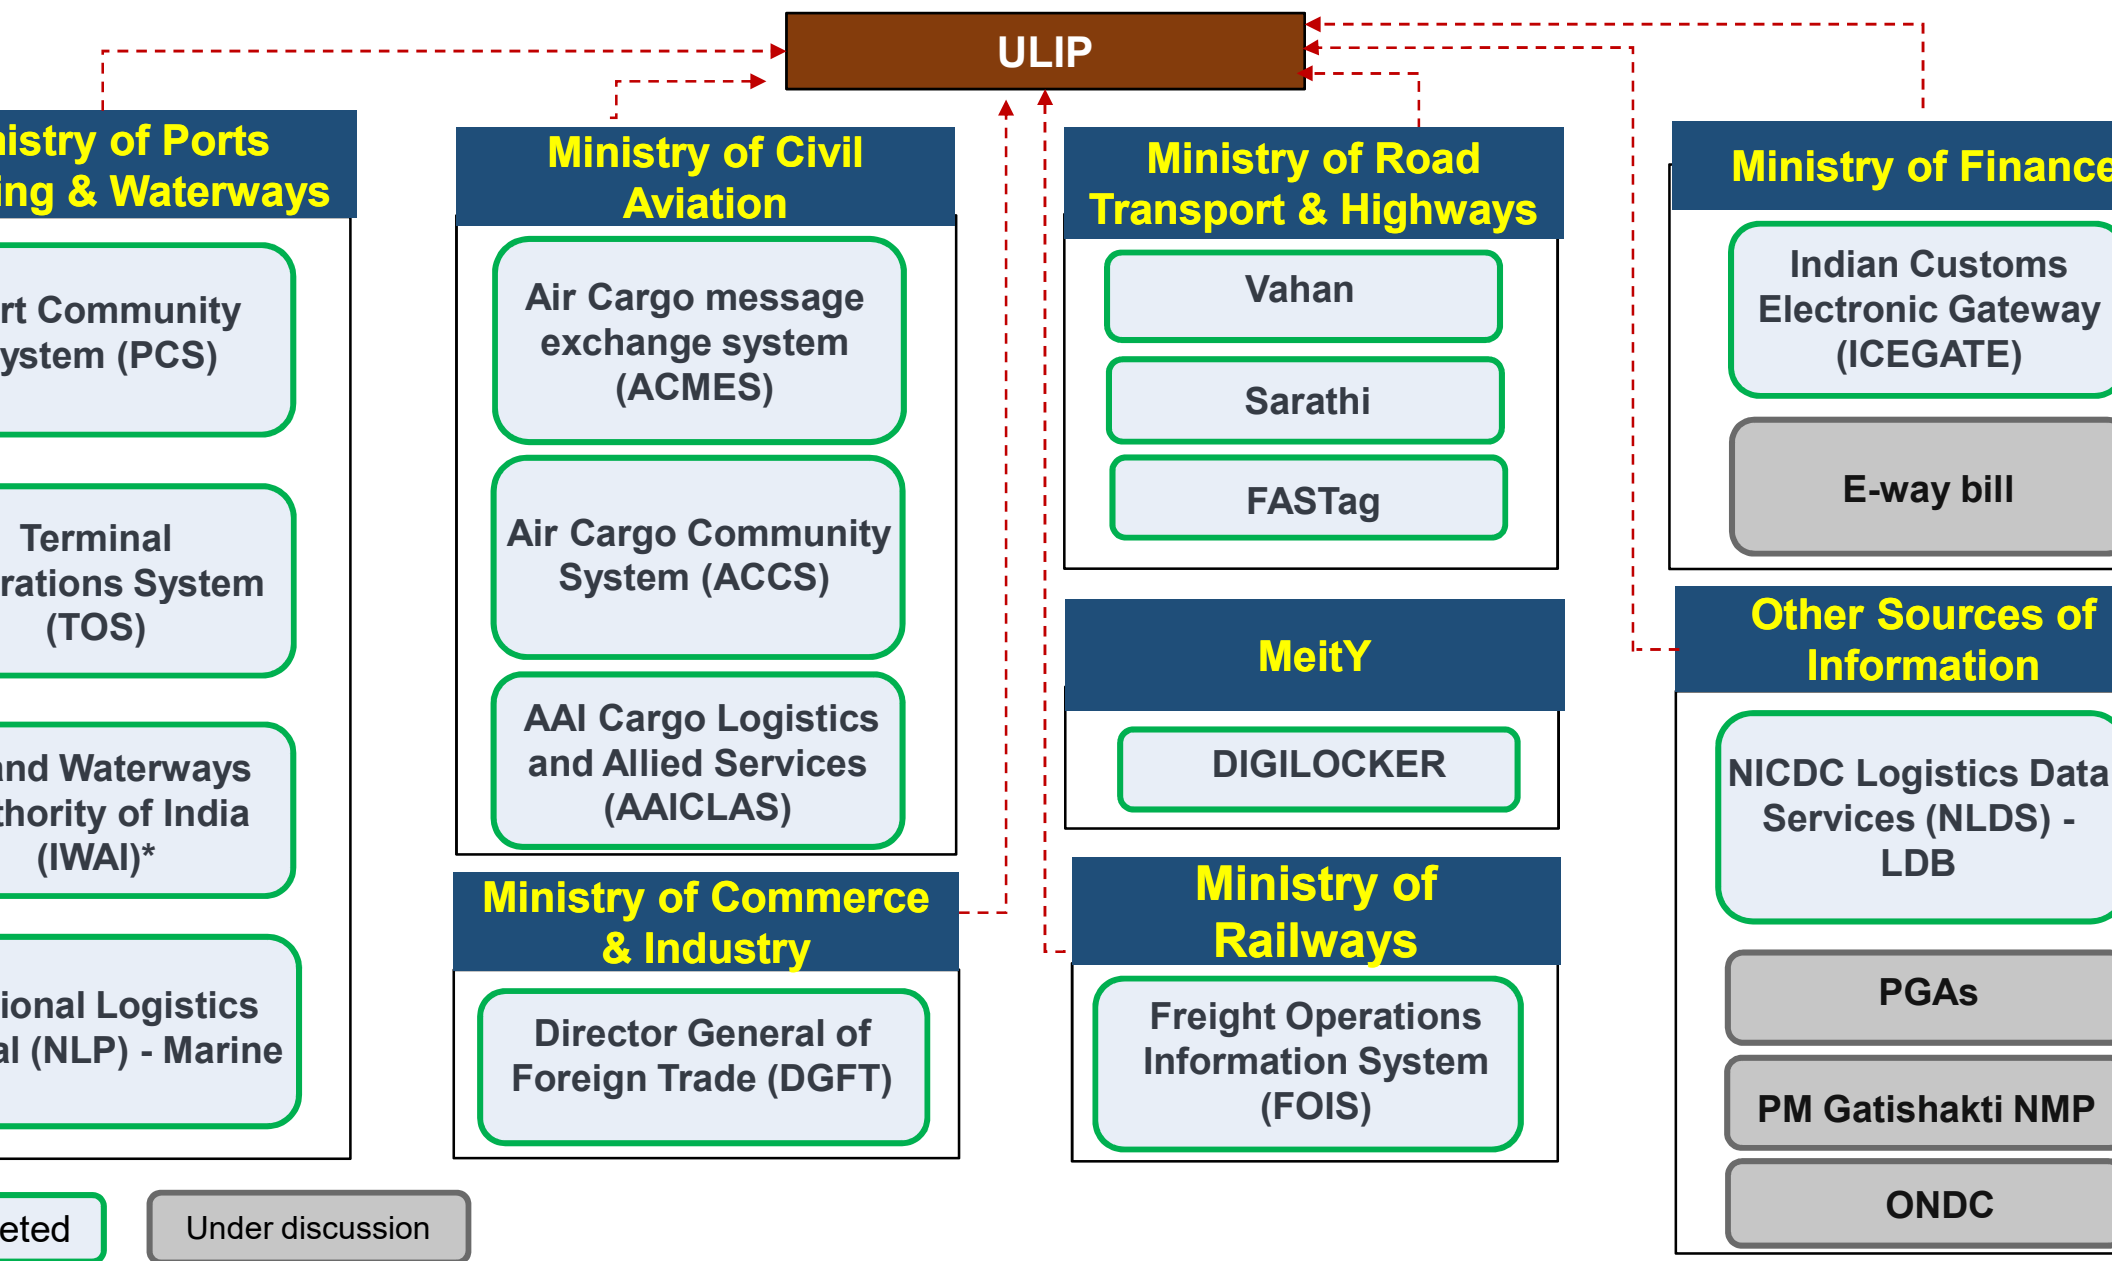 ULIP
nistry of Ports
ing & Waterways
rt Community
ystem (PCS)
Terminal
rations System
(TOS)
and Waterways
thority of India
(IWAI)*
ional Logistics
al (NLP) - Marine
Ministry of Civil
Aviation
Air Cargo message
exchange system
(ACMES)
Air Cargo Community
System (ACCS)
AAI Cargo Logistics
and Allied Services
(AAICLAS)
Ministry of Commerce
& Industry
Director General of
Foreign Trade (DGFT)
Ministry of Road
Transport & Highways
Vahan
Sarathi
FASTag
MeitY
DIGILOCKER
Ministry of
Railways
Freight Operations
Information System
(FOIS)
Ministry of Finance
Indian Customs
Electronic Gateway
(ICEGATE)
E-way bill
Other Sources of
Information
NICDC Logistics Data
Services (NLDS) -
LDB
PGAs
PM Gatishakti NMP
ONDC
eted
Under discussion